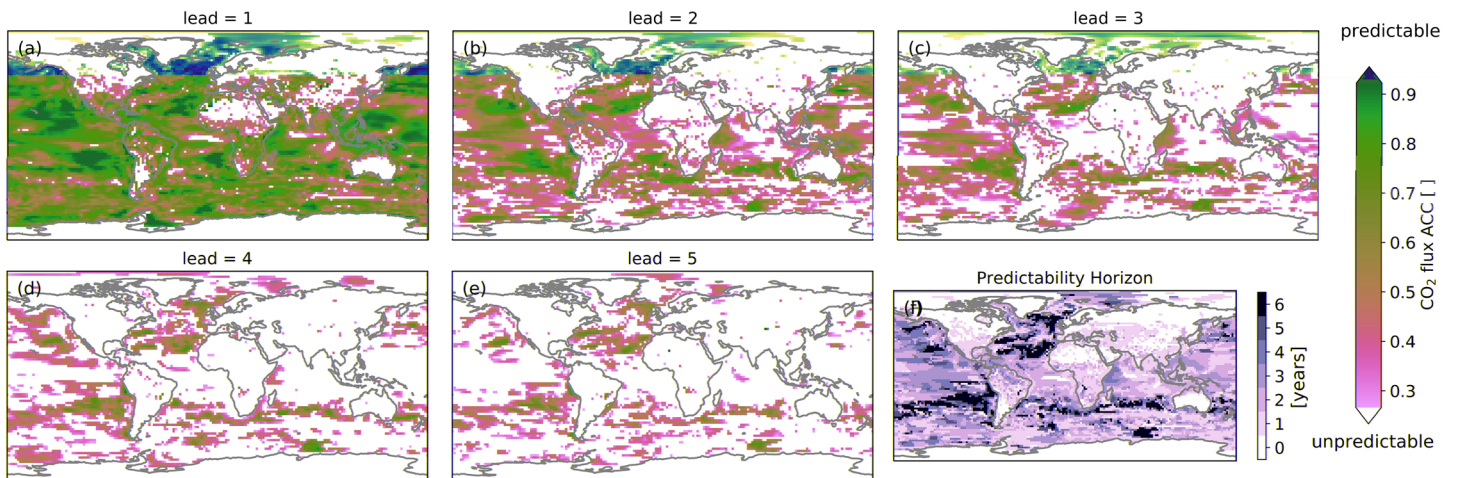 lead = 1
lead = 2
lead = 3
predictable
(a)
(b)
(c)
0.9
0.8
0.7
0.6
0.5
0.4
0.3
CO2 flux ACC [ ]
unpredictable
lead = 4
lead = 5
Predictability Horizon
(d)
(e)
(f)
6
5
4
3
2
1
0
[years]